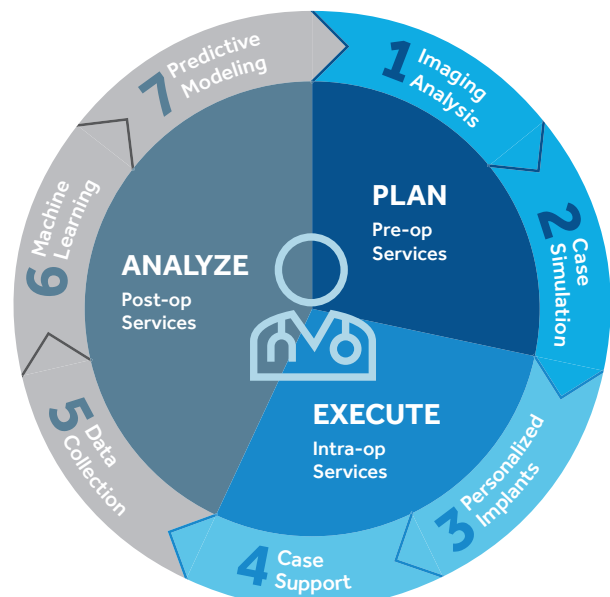 1
Imaging
Analysis
2
Case
Simulation
3
Personalized
Implants
4
Case
Support
5
Data
Collection
6
Machine
Learning
7
Predictive
Modeling
PLAN
Pre-op
Services
EXECUTE
Intra-op
Services
ANALYZE
Post-op
Services